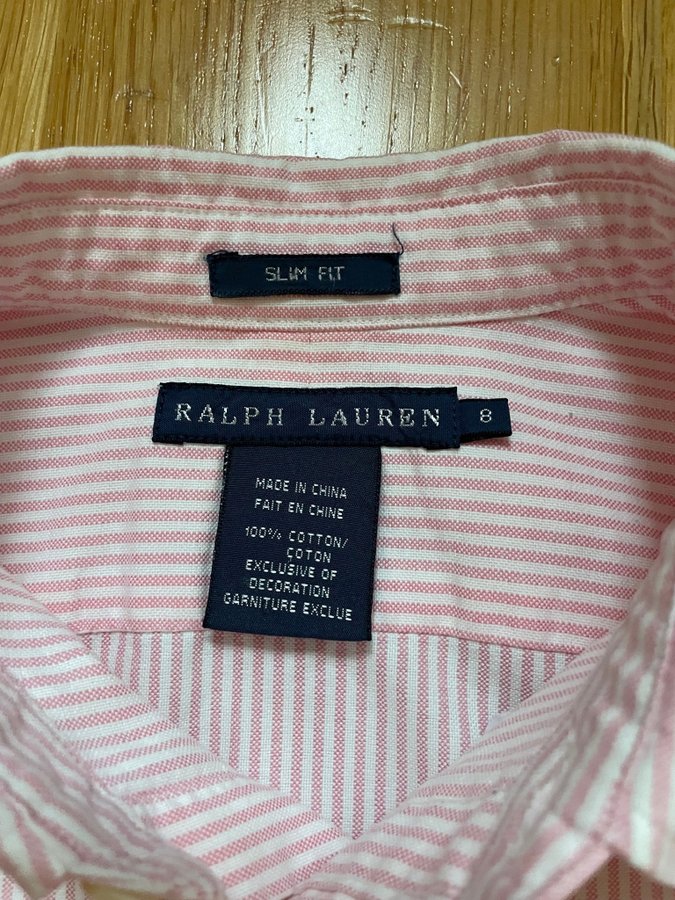 SLIM FIT
RALPH LAUREN 8
MADE IN CHINA
FAIT EN CHINE
100% COTTON/
COTON
EXCLUSIVE OF
DECORATION
GARNITURE EXCLUE